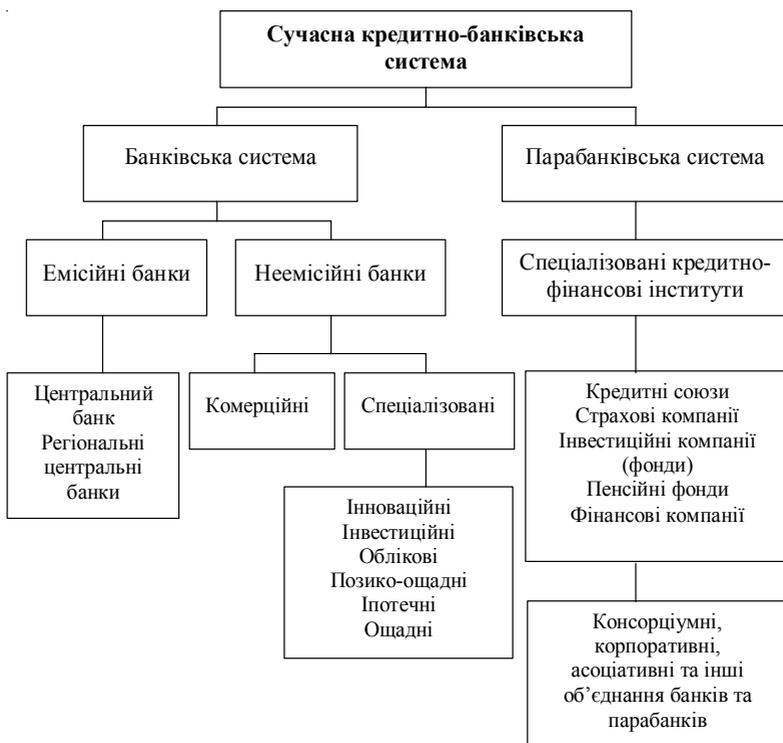 Сучасна кредитно-банківська
система
Банківська система
Парабанківська система
Емісійні банки
Неемісійні банки
Спеціалізовані кредитно-
фінансові інститути
Центральний
банк
Регіональні
центральні
банки
Комерційні
Спеціалізовані
Кредитні союзи
Страхові компанії
Інвестиційні компанії
(фонди)
Пенсійні фонди
Фінансові компанії
Інноваційні
Інвестиційні
Облікові
Позико-ощадні
Іпотечні
Ощадні
Консорціумні,
корпоративні,
асоціативні та інші
об’єднання банків та
парабанків